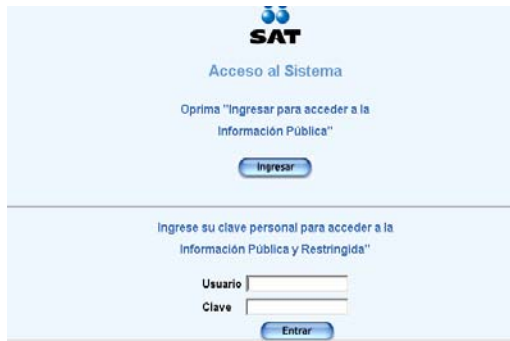 SAT
Acceso al Sistema
Oprima "Ingresar para acceder a la
Información Pública"
Ingresar
Ingrese su clave personal para acceder a la
Información Pública y Restringida"
Usuario
Clave
Entrar